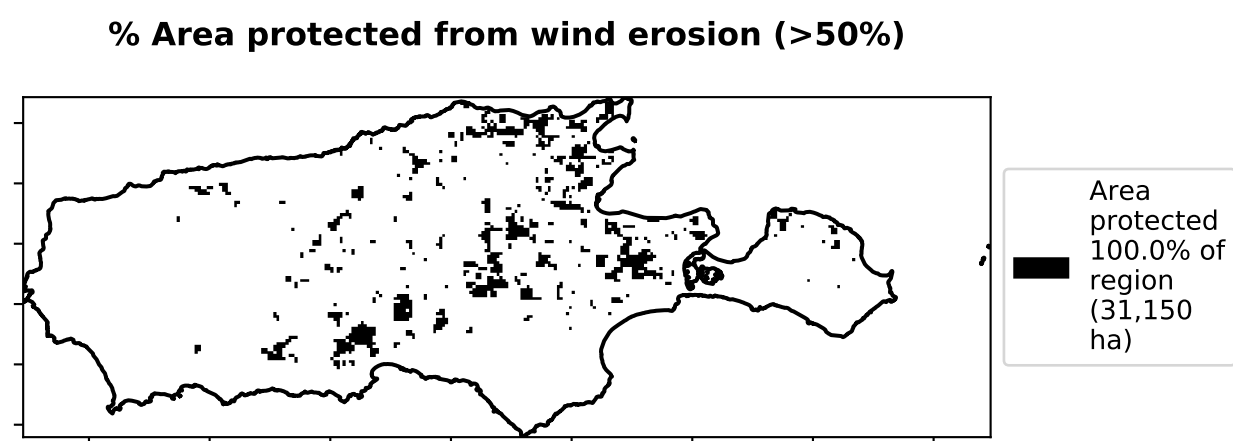 % Area protected from wind erosion (>50%)
Area
protected
100.0% of
region
(31,150
ha)